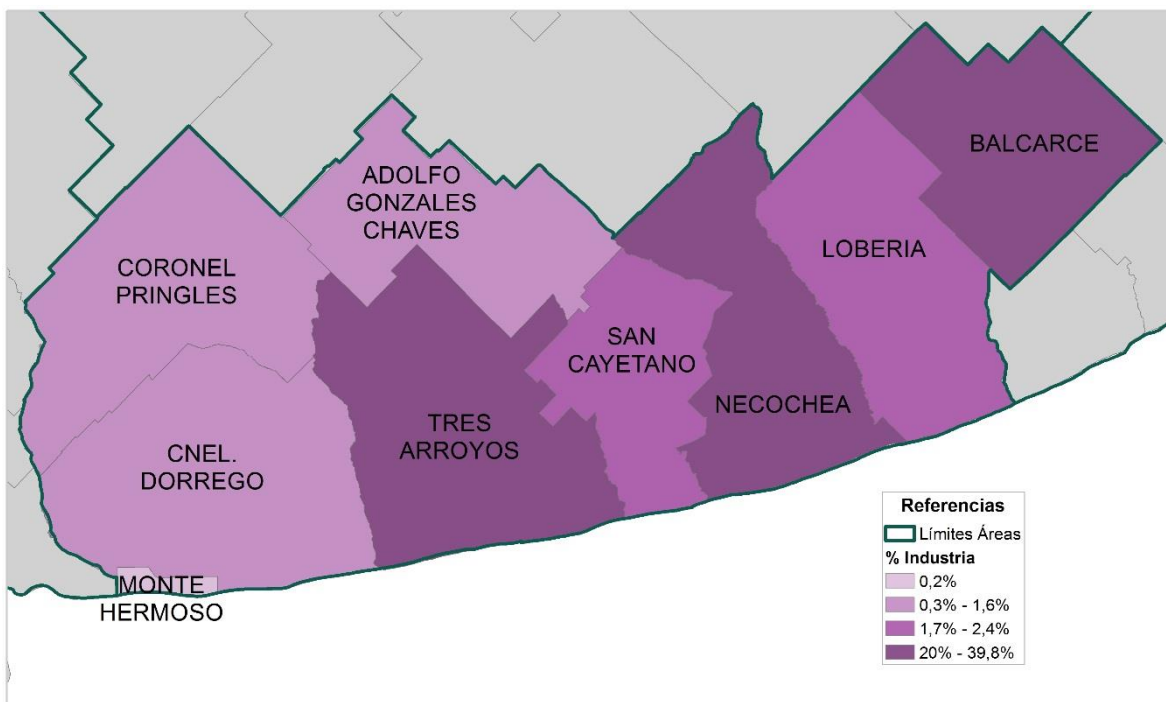 BALCARCE
ADOLFO
GONZALES
CHAVES
LOBERIA
CORONEL
PRINGLES
SAN
CAYETANO
NECOCHEA
TRES
ARROYOS
CNEL.
DORREGO
MONTE
HERMOSO
Referencias
Límites Áreas
% Industria
0,2%
0,3% - 1,6%
1,7% - 2,4%
20% - 39,8%